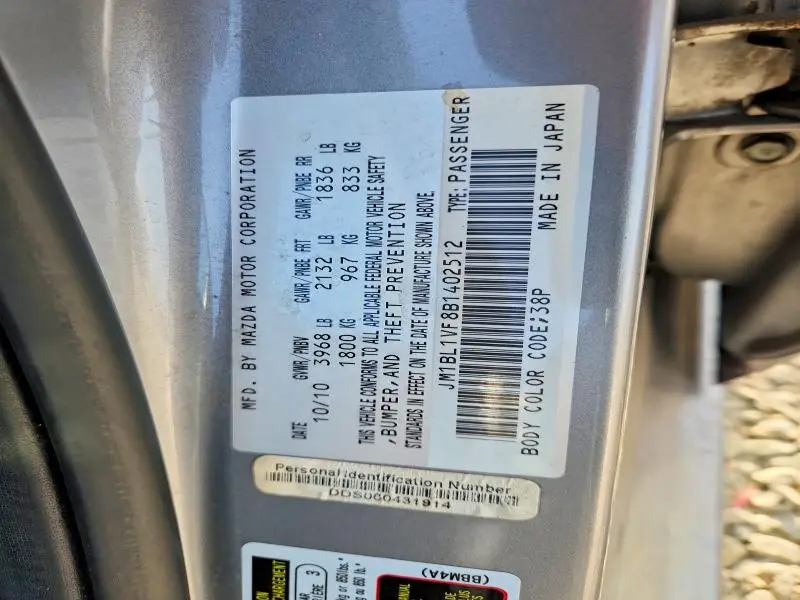 MFD. BY MAZDA MOTOR CORPORATION
DATE GVWR/PNBV GAWR/PNBE FRT GAWR/PNBE RR
10/10 3968 LB 2132 LB 1836 LB
1800 KG 967 KG 833 KG
THIS VEHICLE CONFORMS TO ALL APPLICABLE FEDERAL MOTOR VEHICLE SAFETY
,BUMPER,AND THEFT PREVENTION
STANDARDS IN EFFECT ON THE DATE OF MANUFACTURE SHOWN ABOVE.
JM1BL1VF8B1402512 TYPE:PASSENGER
BODY COLOR CODE;38P MADE IN JAPAN
Personal Identification Number
DDS060431914
(BBM4A)